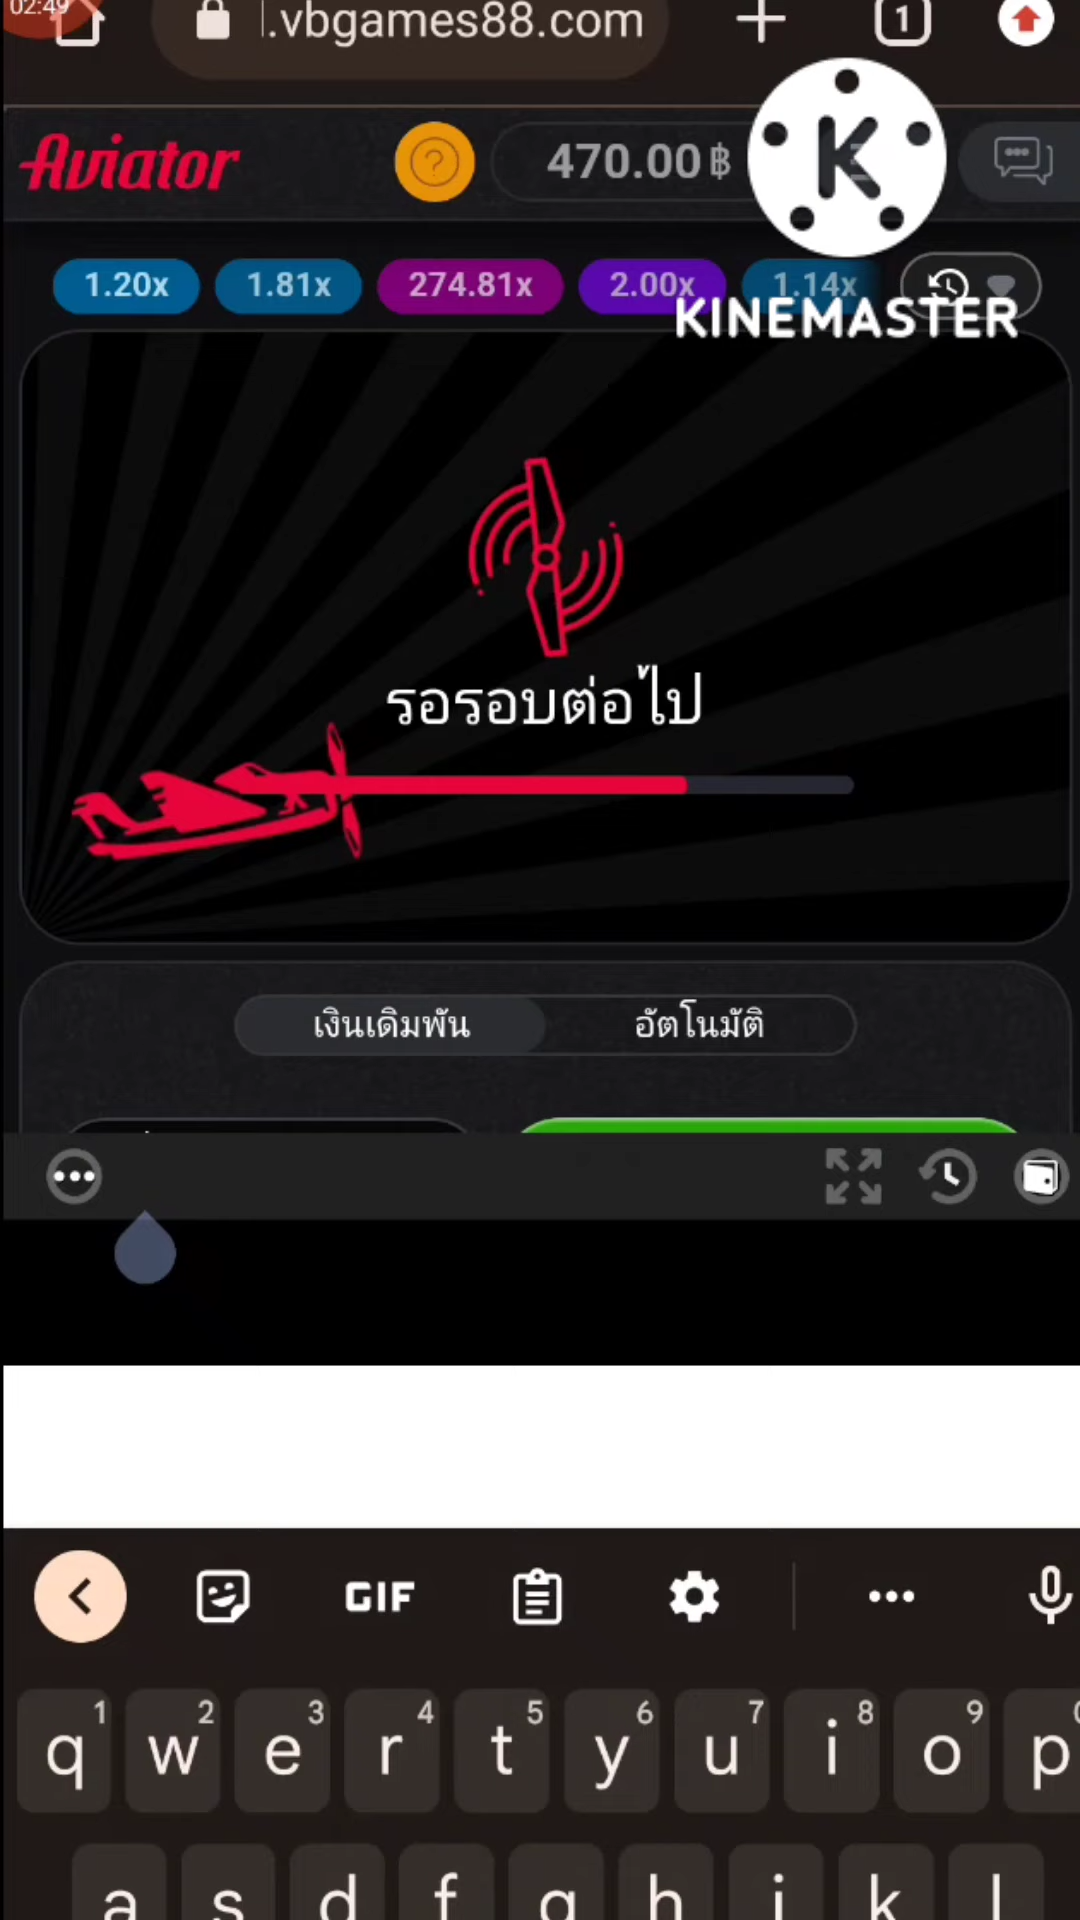 02:49
l.vbgames88.com
1
Aviator
470.00฿
K
1.20x 1.81x 274.81x 2.00x 1.14x
KINEMASTER
รอรอบต่อไป
เงินเดิมพัน อัตโนมัติ
GIF
1 2 3 4 5 6 7 8 9 0
q w e r t y u i o p
a s d f g h j k l